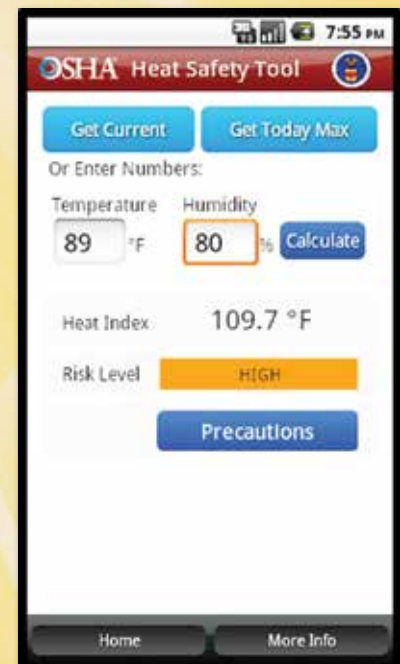 7:55 PM
OSHA Heat Safety Tool
Get Current Get Today Max
Or Enter Numbers:
Temperature Humidity
89 °F 80 % Calculate
Heat Index 109.7 °F
Risk Level HIGH
Precautions
Home More Info